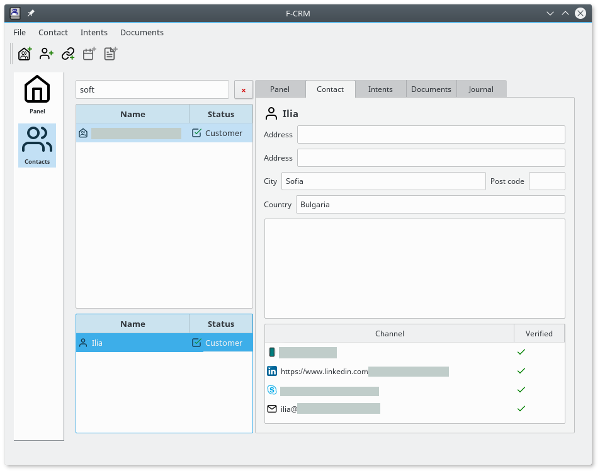 F-CRM
File Contact Intents Documents
Panel
Contacts
soft
x
Name Status
Customer
Name Status
Ilia Customer
Panel Contact Intents Documents Journal
Ilia
Address
Address
City Sofia Post code
Country Bulgaria
Channel Verified
https://www.linkedin.com
ilia@